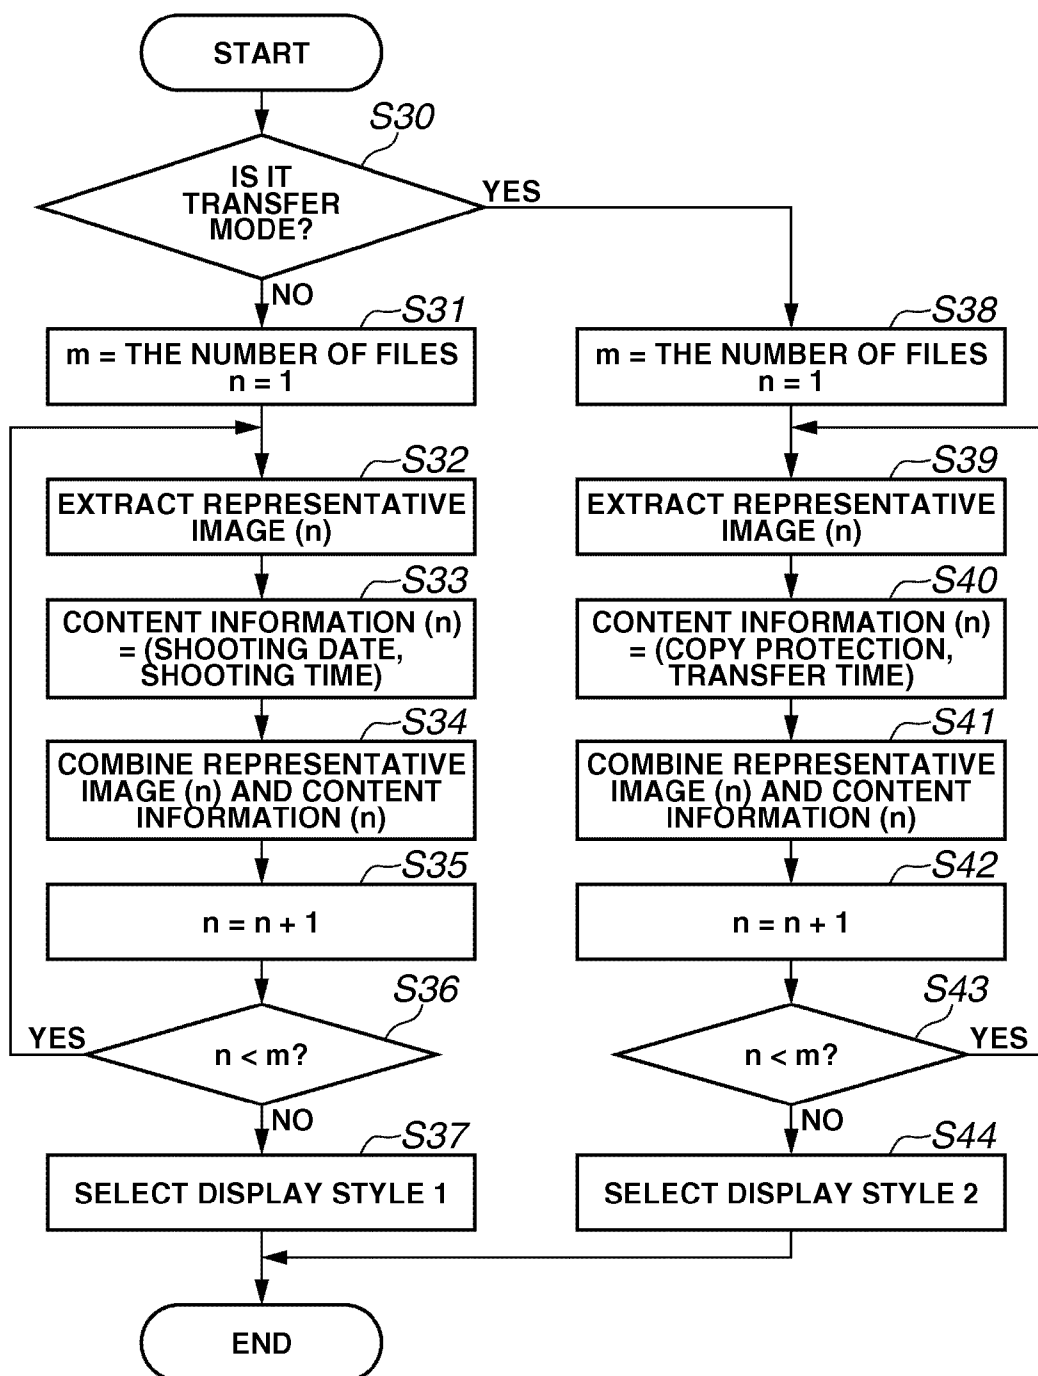 START
S30
IS IT
TRANSFER
MODE?
YES
NO
S31
m = THE NUMBER OF FILES
n = 1
S32
EXTRACT REPRESENTATIVE
IMAGE (n)
S33
CONTENT INFORMATION (n)
= (SHOOTING DATE,
SHOOTING TIME)
S34
COMBINE REPRESENTATIVE
IMAGE (n) AND CONTENT
INFORMATION (n)
S35
n = n + 1
S36
YES
n < m?
NO
S37
SELECT DISPLAY STYLE 1
S38
m = THE NUMBER OF FILES
n = 1
S39
EXTRACT REPRESENTATIVE
IMAGE (n)
S40
CONTENT INFORMATION (n)
= (COPY PROTECTION,
TRANSFER TIME)
S41
COMBINE REPRESENTATIVE
IMAGE (n) AND CONTENT
INFORMATION (n)
S42
n = n + 1
S43
n < m?
YES
NO
S44
SELECT DISPLAY STYLE 2
END